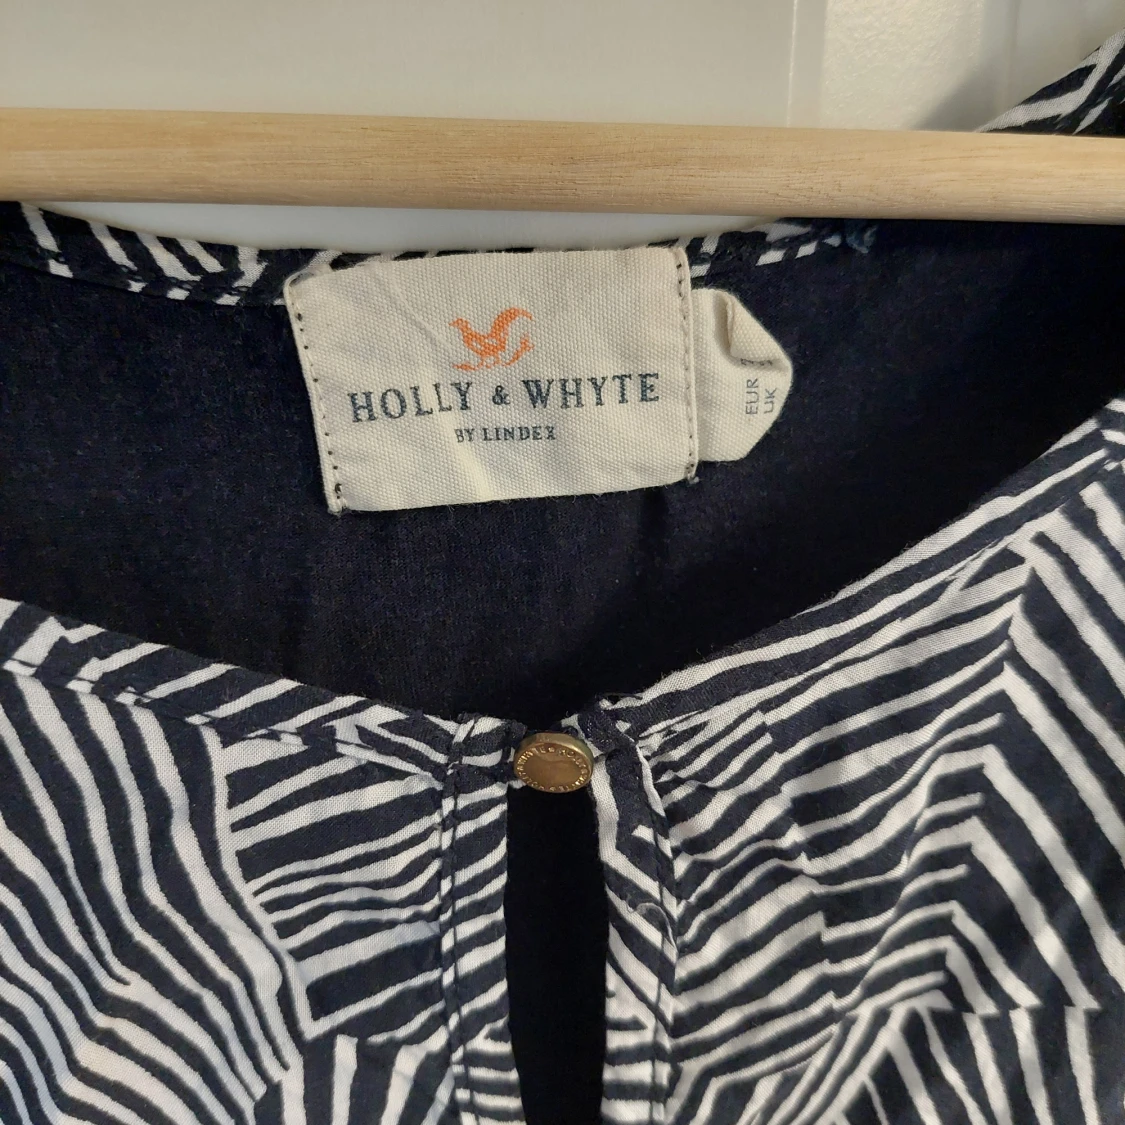 HOLLY & WHYTE
BY LINDEX
EUR
UK